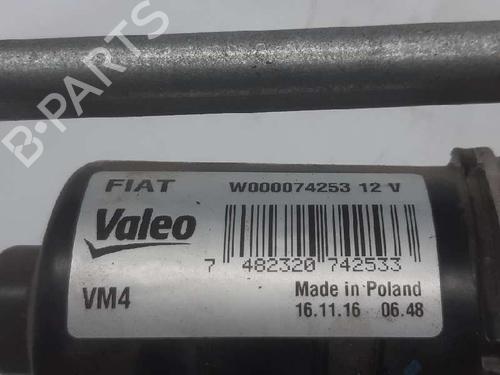 B-PARTS
FIAT W000074253 12 V
Valeo
7 482320 742533
VM4 Made in Poland
16.11.16 06.48